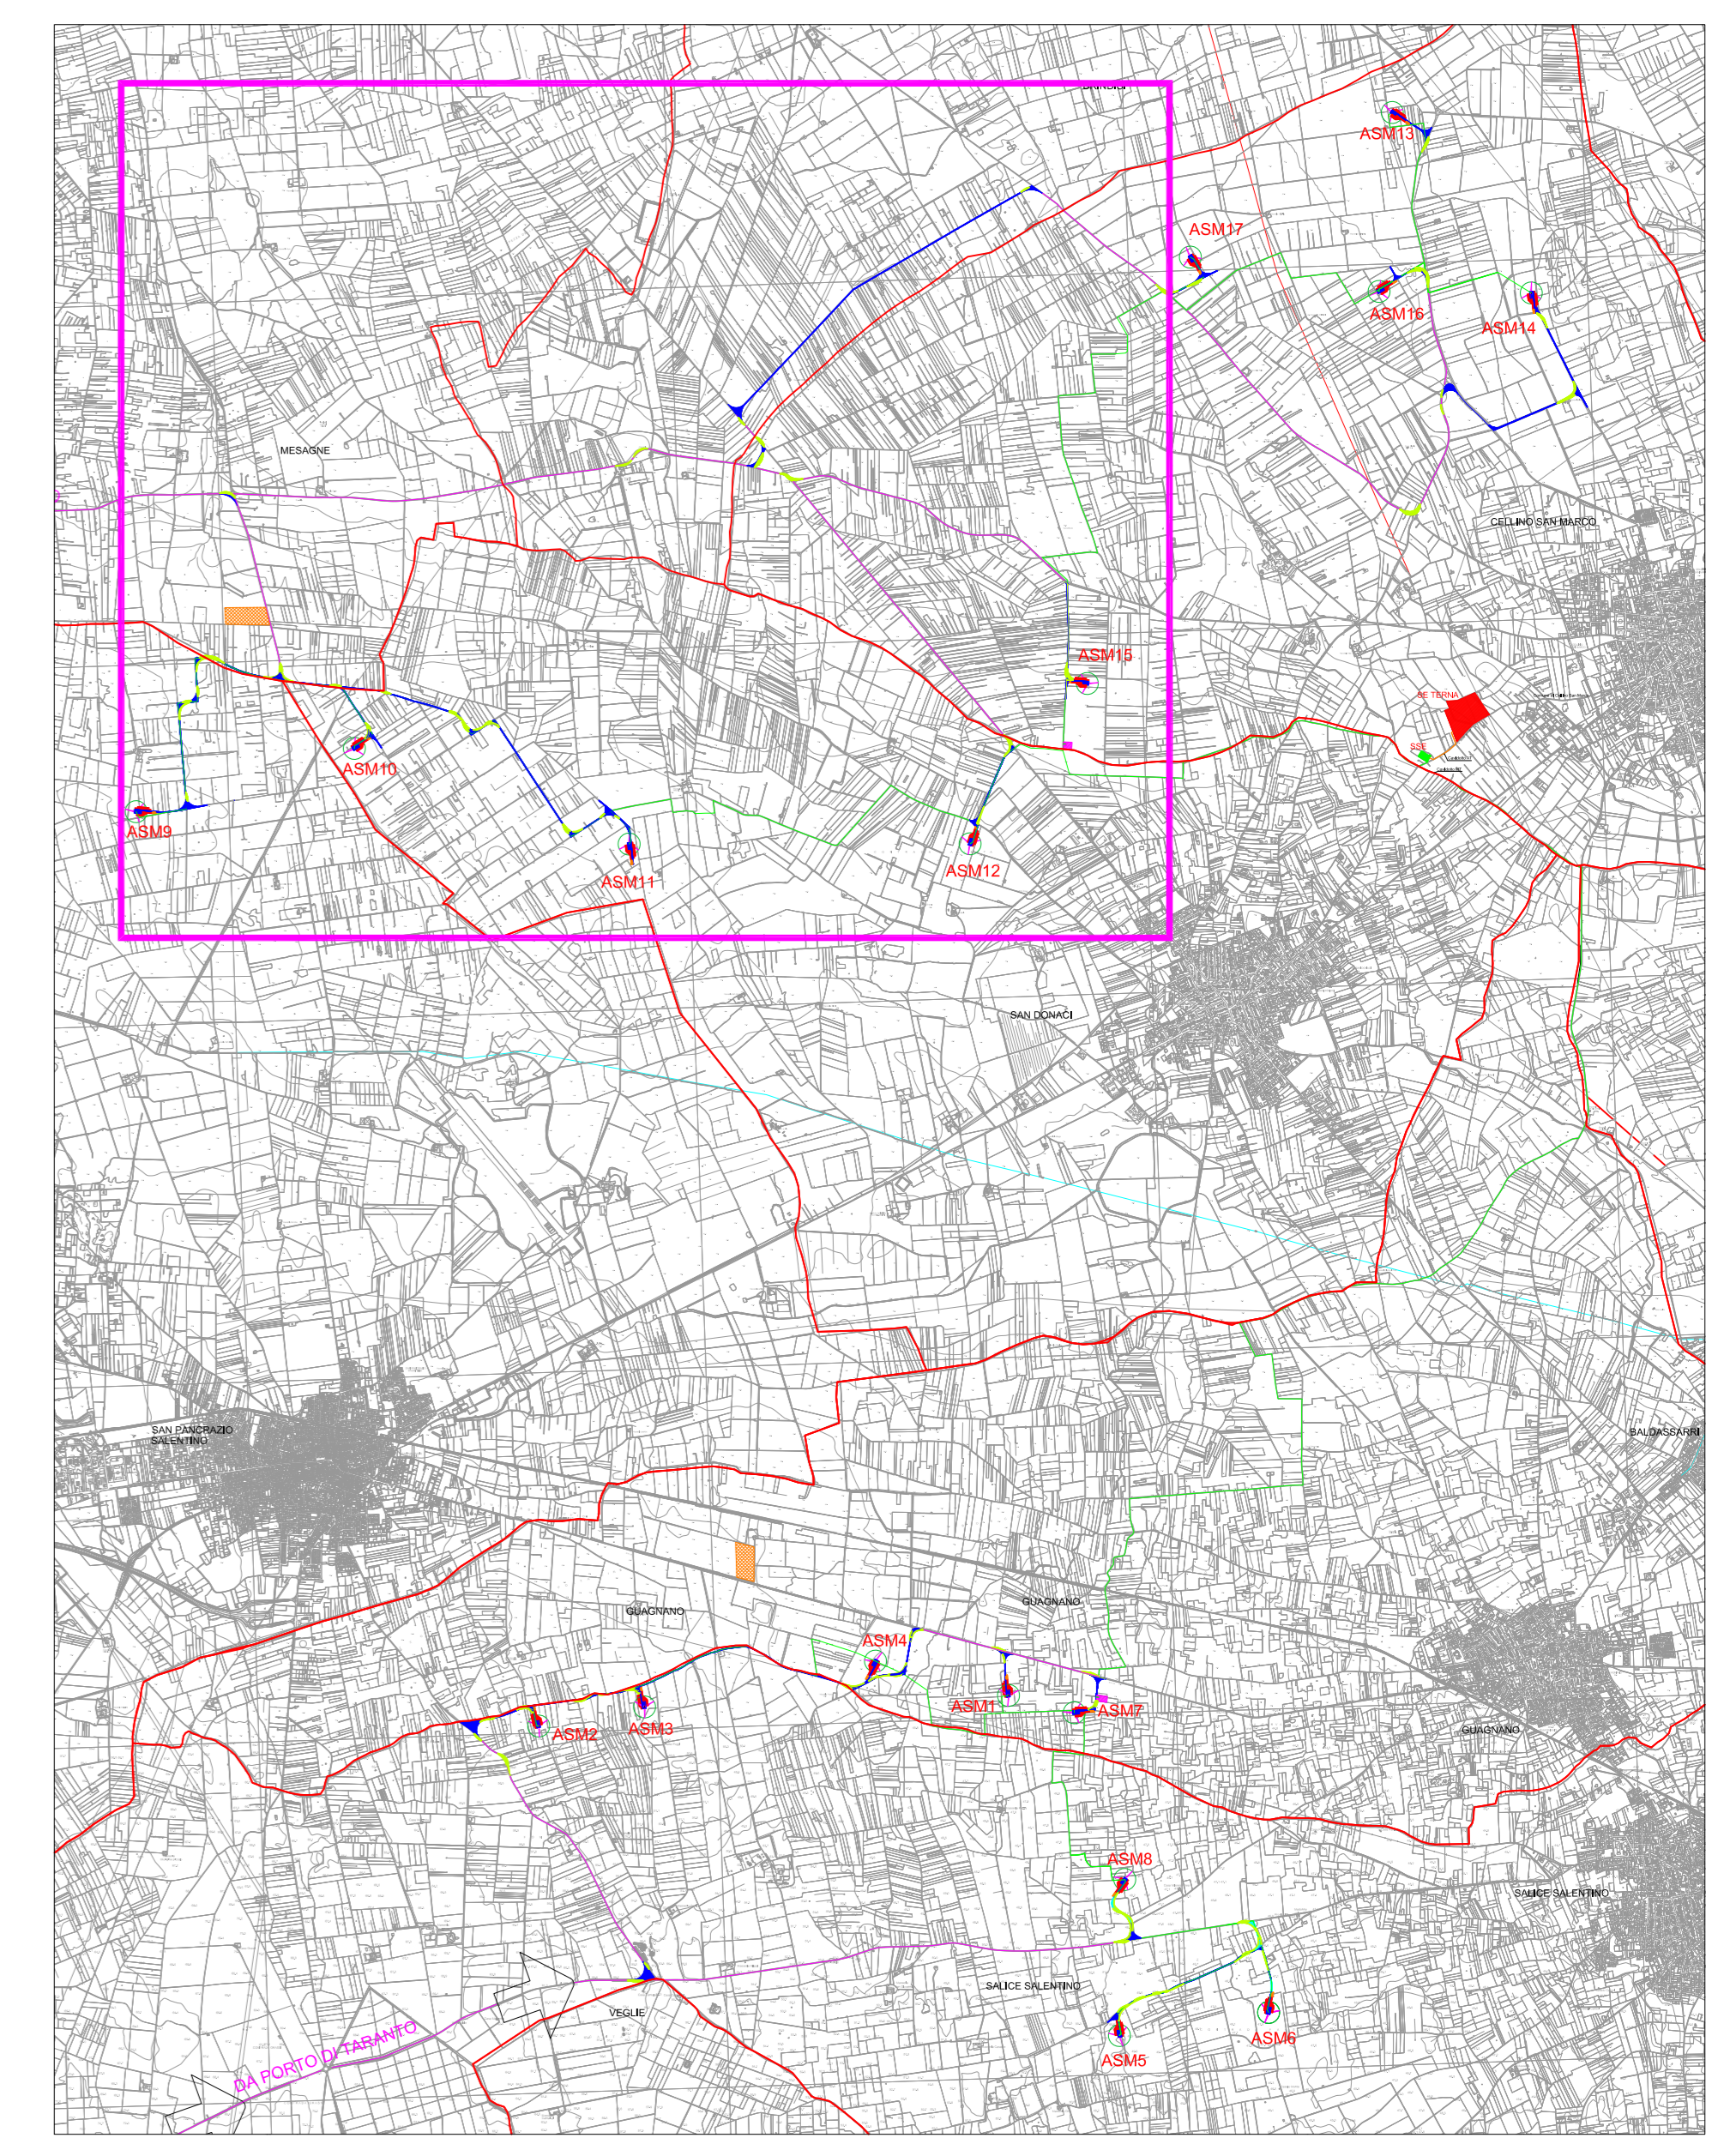 BRINDISI
ASM13
ASM17
ASM16
ASM14
MESAGNE
CELLINO SAN MARCO
ASM15
SE TERNA
SSE
ASM10
ASM9
ASM11
ASM12
SAN DONACI
SAN PANCRAZIO
SALENTINO
BALDASSARRI
GUAGNANO
GUAGNANO
ASM4
ASM1
ASM7
ASM2
ASM3
GUAGNANO
ASM8
SALICE SALENTINO
SALICE SALENTINO
VEGLIE
DA PORTO DI TARANTO
ASM5
ASM6